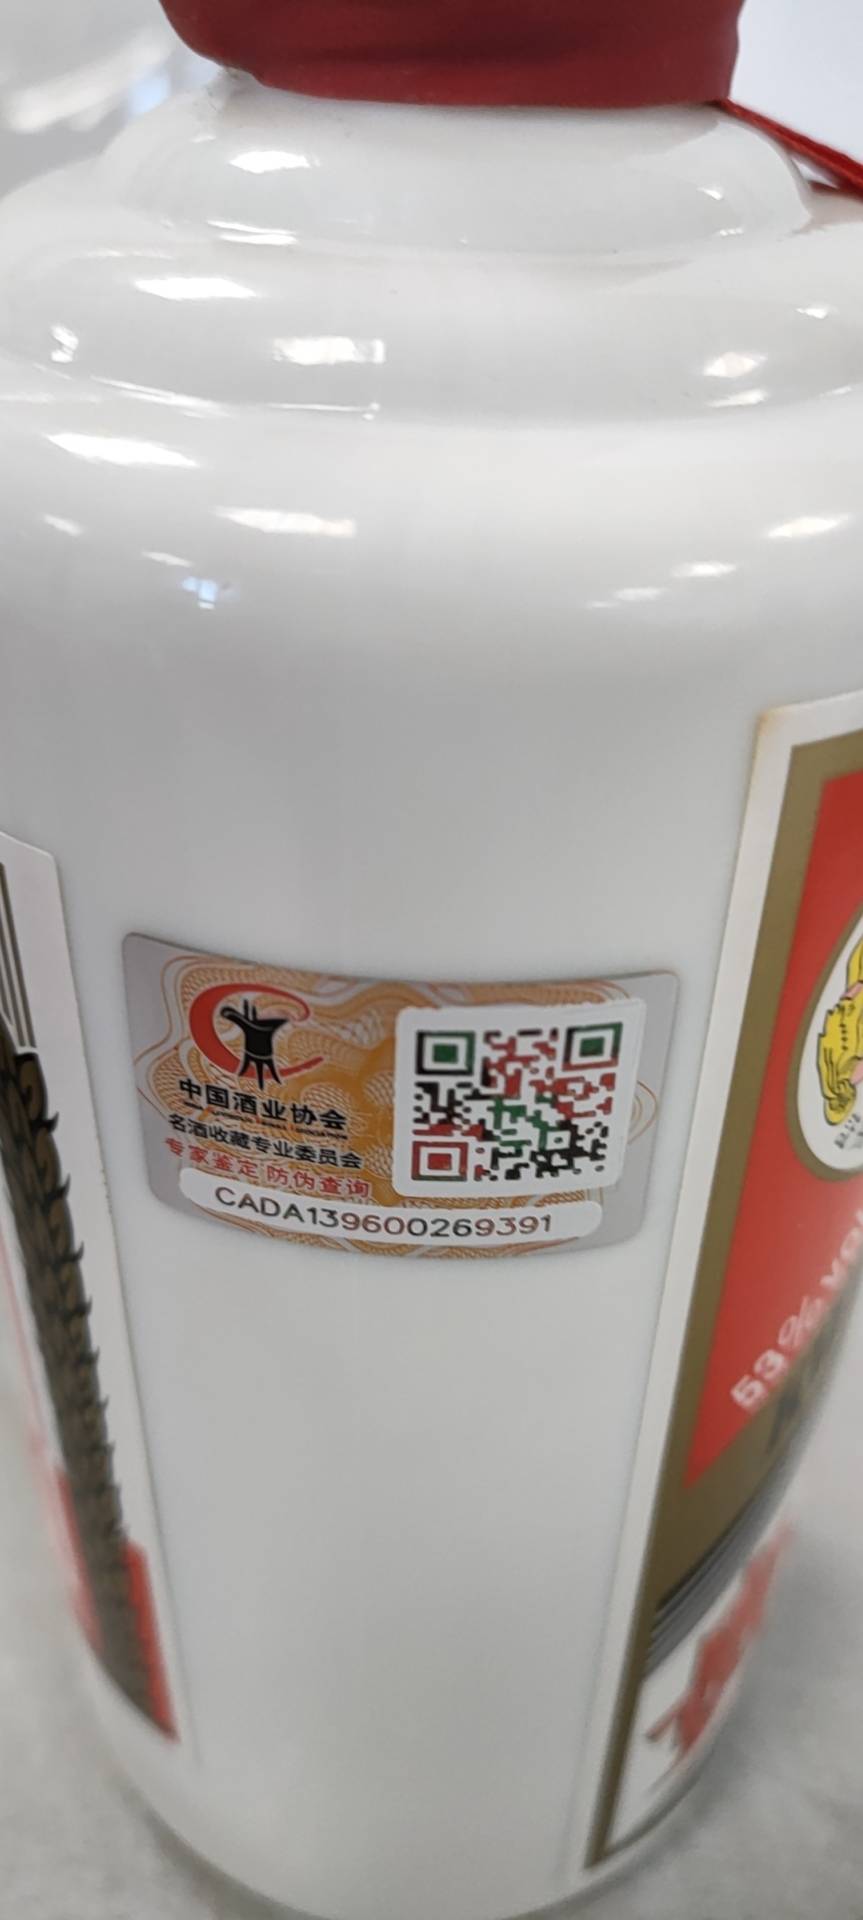 中国酒业协会
名酒收藏专业委员会
专家鉴定 防伪查询
CADA139600269391
53% vol